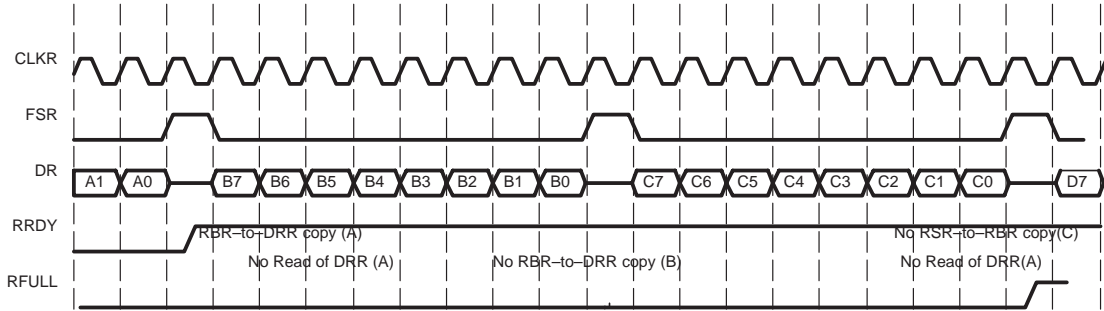 CLKR
FSR
DR A1 A0 B7 B6 B5 B4 B3 B2 B1 B0 C7 C6 C5 C4 C3 C2 C1 C0 D7
RRDY
RBR–to–DRR copy (A) No RSR–to–RBR copy(C)
No Read of DRR (A) No RBR–to–DRR copy (B) No Read of DRR(A)
RFULL